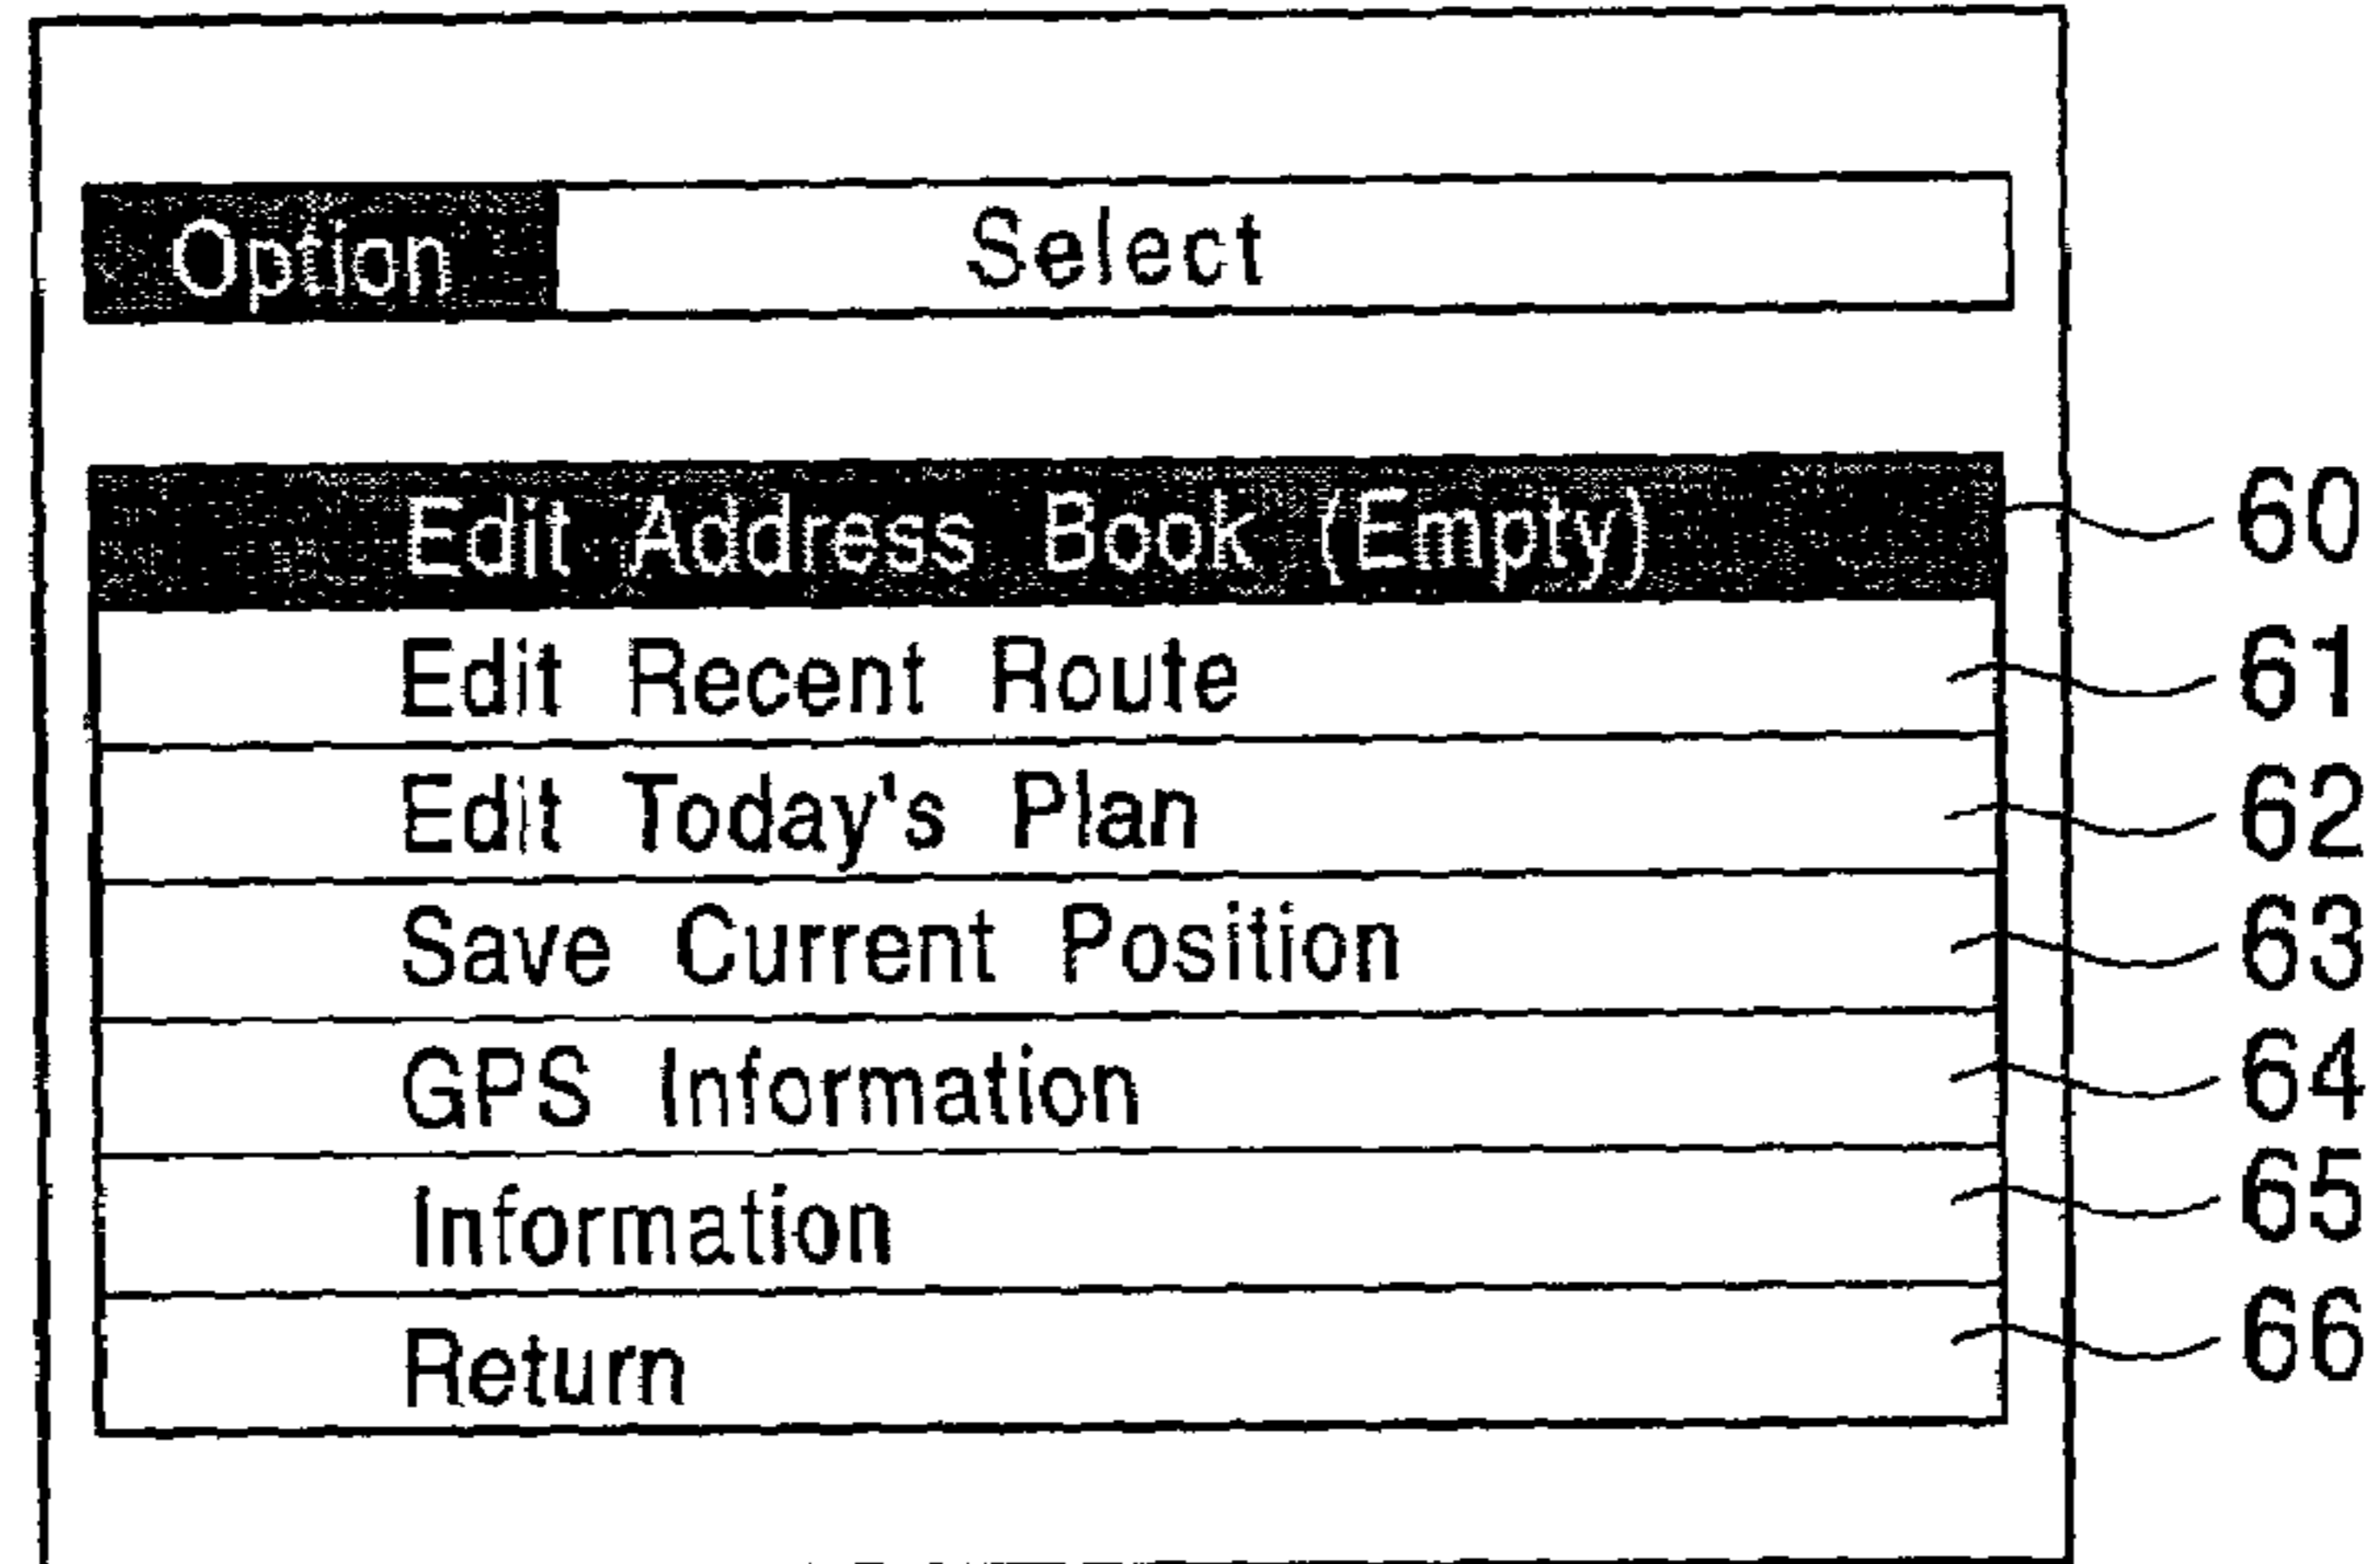 Option Select
Edit Address Book (Empty) 60
Edit Recent Route 61
Edit Today's Plan 62
Save Current Position 63
GPS Information 64
Information 65
Return 66